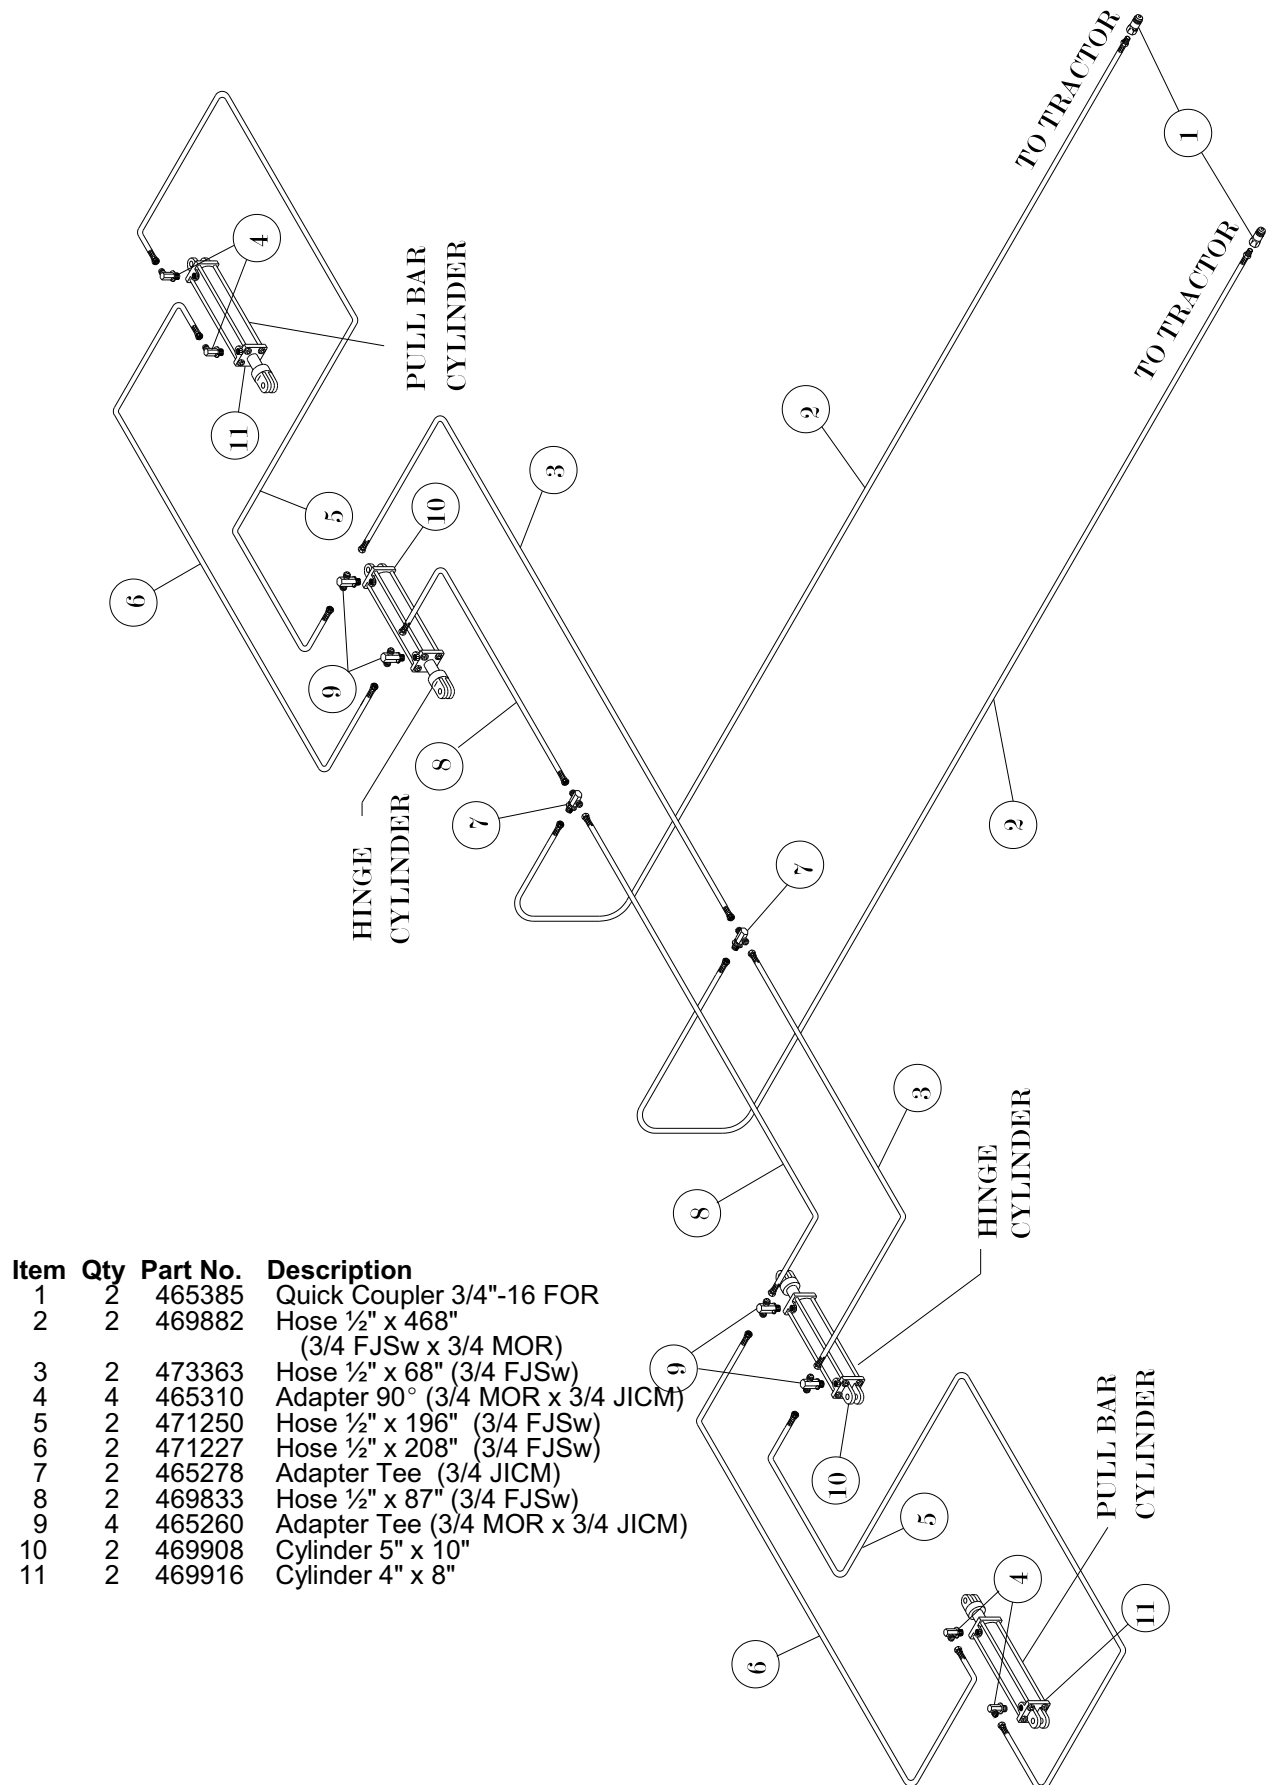 TO TRACTOR
1
TO TRACTOR
4
PULL BAR
CYLINDER
11
2
3
5
10
6
9
8
HINGE
CYLINDER
7
2
7
3
8
HINGE
CYLINDER
9
10
PULL BAR
CYLINDER
5
4
11
6
Item Qty Part No. Description
1 2 465385 Quick Coupler 3/4"-16 FOR
2 2 469882 Hose ½" x 468"
(3/4 FJSw x 3/4 MOR)
3 2 473363 Hose ½" x 68" (3/4 FJSw)
4 4 465310 Adapter 90° (3/4 MOR x 3/4 JICM)
5 2 471250 Hose ½" x 196" (3/4 FJSw)
6 2 471227 Hose ½" x 208" (3/4 FJSw)
7 2 465278 Adapter Tee (3/4 JICM)
8 2 469833 Hose ½" x 87" (3/4 FJSw)
9 4 465260 Adapter Tee (3/4 MOR x 3/4 JICM)
10 2 469908 Cylinder 5" x 10"
11 2 469916 Cylinder 4" x 8"